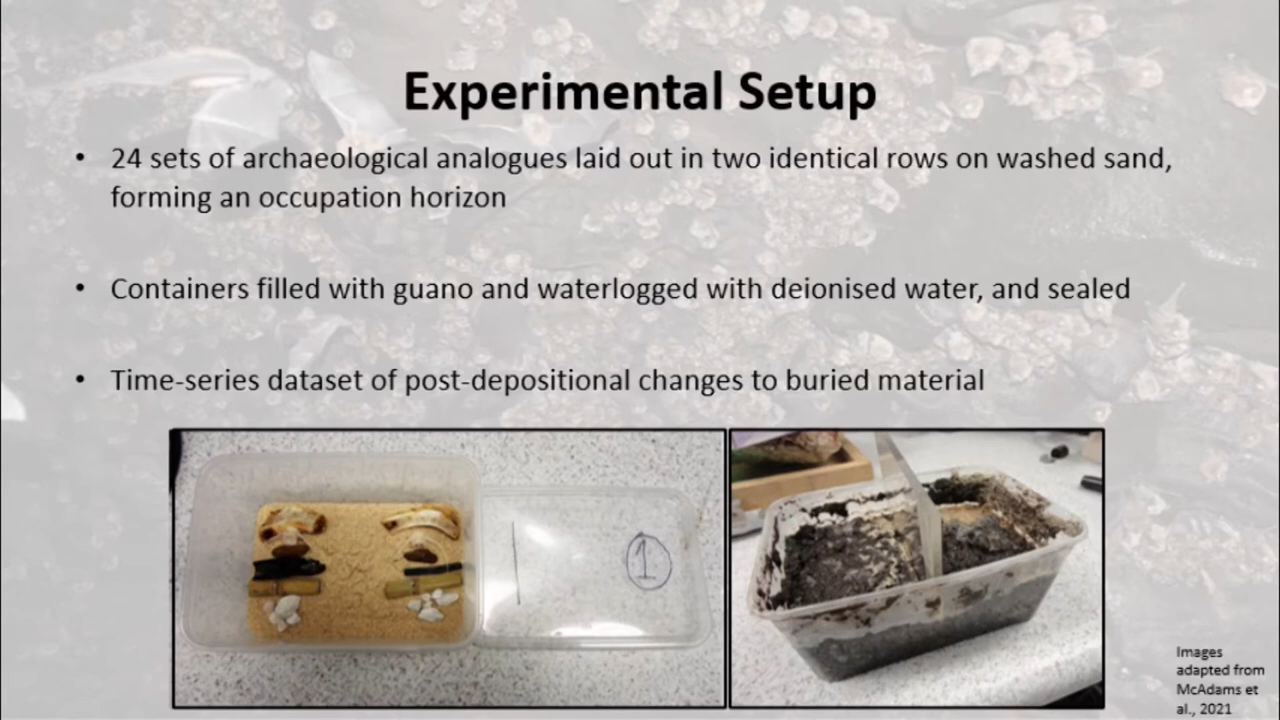 Experimental Setup
• 24 sets of archaeological analogues laid out in two identical rows on washed sand,
forming an occupation horizon
• Containers filled with guano and waterlogged with deionised water, and sealed
• Time-series dataset of post-depositional changes to buried material
1
Images
adapted from
McAdams et
al., 2021